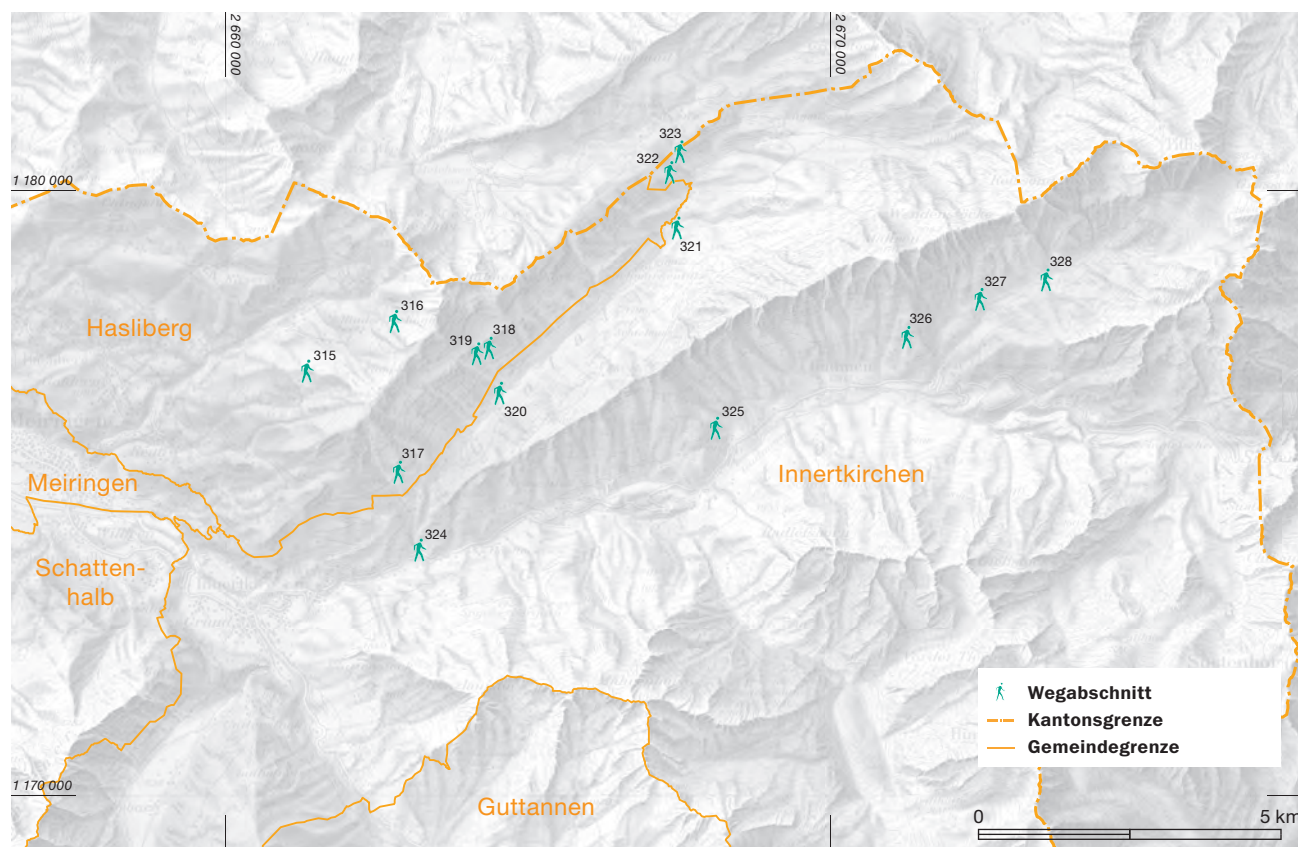 2 660 000
2 670 000
323
322
1 180 000
321
328
327
316
326
Hasliberg
318
319
315
320
325
317
Innertkirchen
Meiringen
324
Schatten-
halb
Wegabschnitt
Kantonsgrenze
Gemeindegrenze
1 170 000
Guttannen
0
5 km